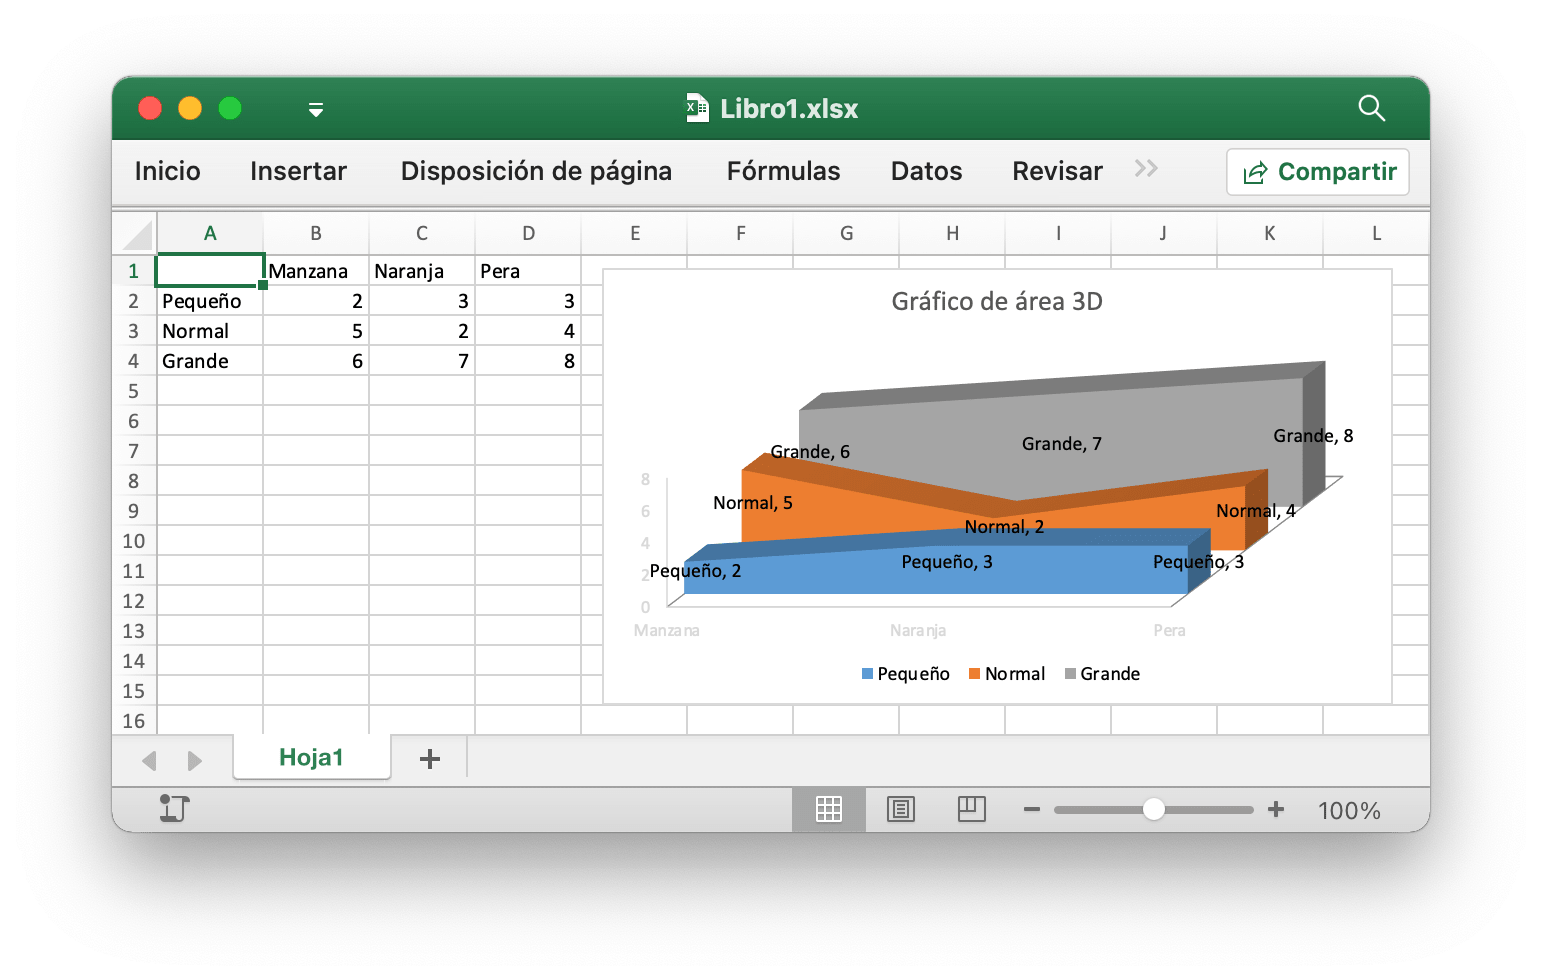 Libro1.xlsx
Inicio Insertar Disposición de página Fórmulas Datos Revisar Compartir
A B C D E F G H I J K L
1 Manzana Naranja Pera
2 Pequeño 2 3 3
3 Normal 5 2 4
4 Grande 6 7 8
5
6
7
8
9
10
11
12
13
14
15
16
Gráfico de área 3D
Grande, 6 Grande, 7 Grande, 8
Normal, 5 Normal, 2 Normal, 4
Pequeño, 2 Pequeño, 3 Pequeño, 3
8
6
4
2
0
Manzana Naranja Pera
Pequeño Normal Grande
Hoja1
100%